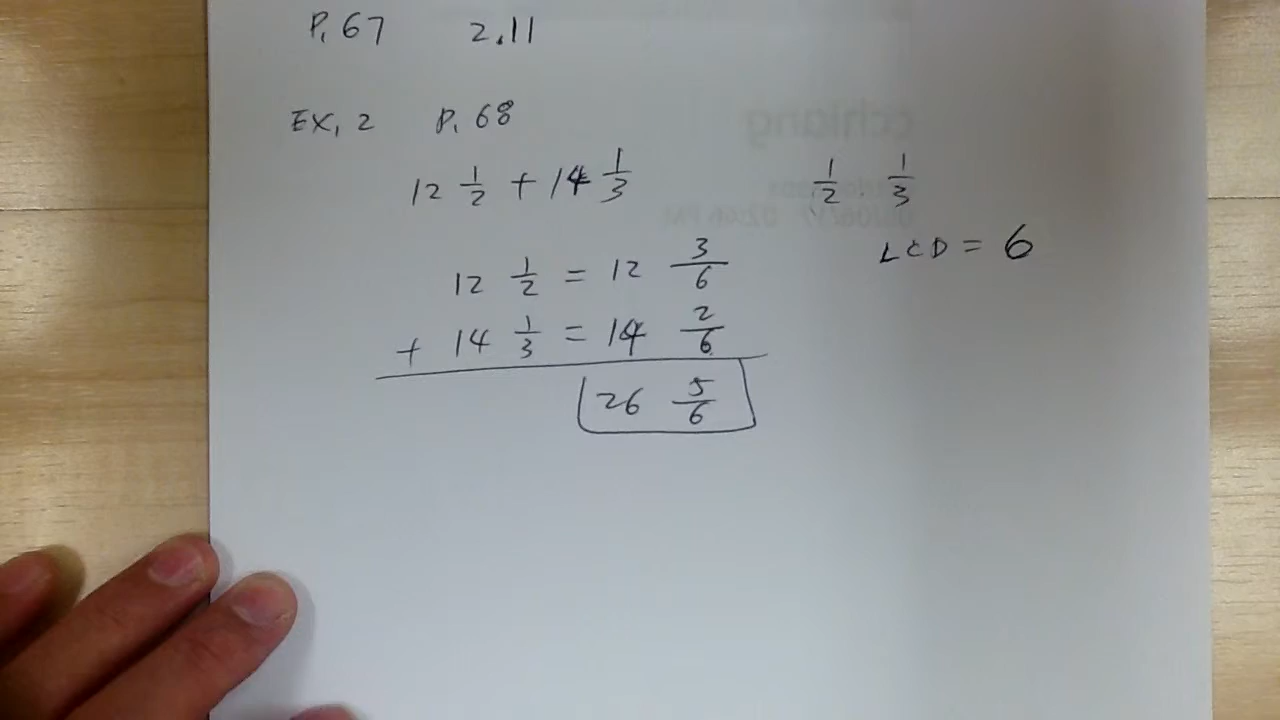 P. 67 2.11
EX. 2 P. 68
12 1/2 + 14 1/3 1/2 1/3
LCD = 6
12 1/2 = 12 3/6
+ 14 1/3 = 14 2/6
26 5/6